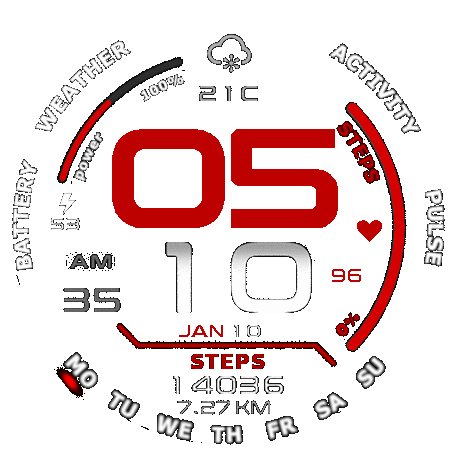 WEATHER
ACTIVITY
100%
21C
power
STEPS
BATTERY
PULSE
05
AM
10
35
96
0%
JAN 10
STEPS
14036
7.27 KM
MO TU WE TH FR SA SU